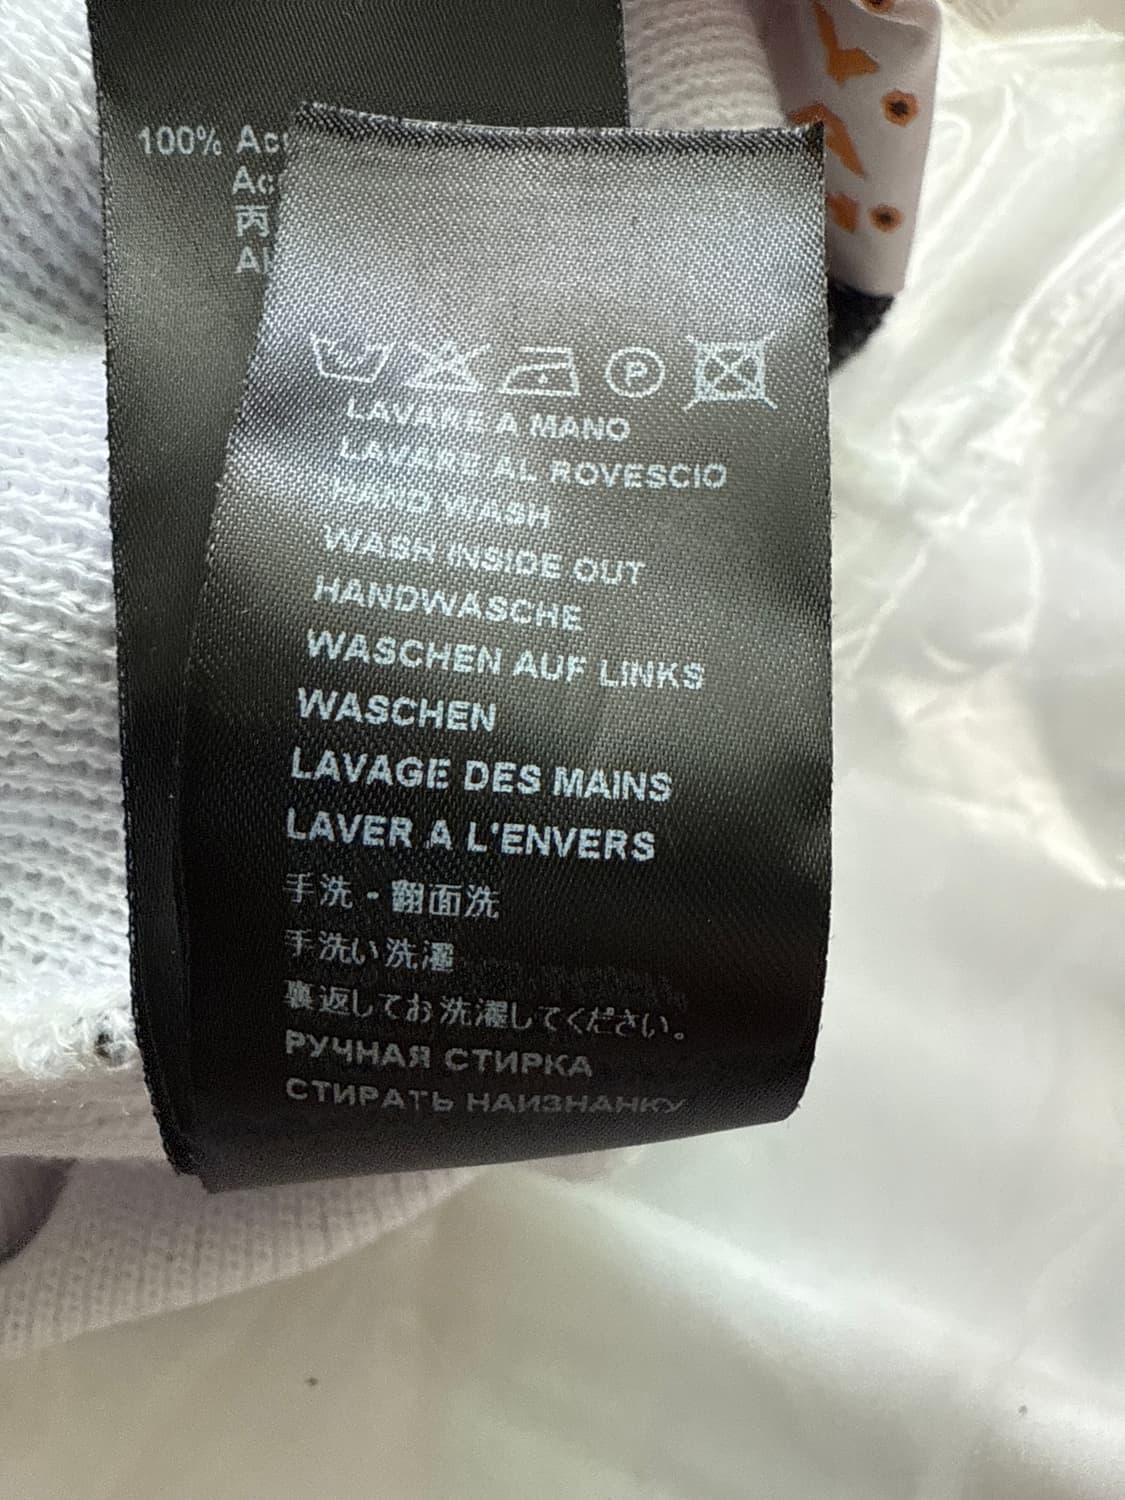 100% Acr
Ac
丙
P
LAVARE A MANO
LAVARE AL ROVESCIO
HAND WASH
WASH INSIDE OUT
HANDWASCHE
WASCHEN AUF LINKS
WASCHEN
LAVAGE DES MAINS
LAVER A L'ENVERS
手洗 - 翻面洗
手洗い洗濯
裏返してお洗濯してください。
РУЧНАЯ СТИРКА
СТИРАТЬ НАИЗНАНКУ